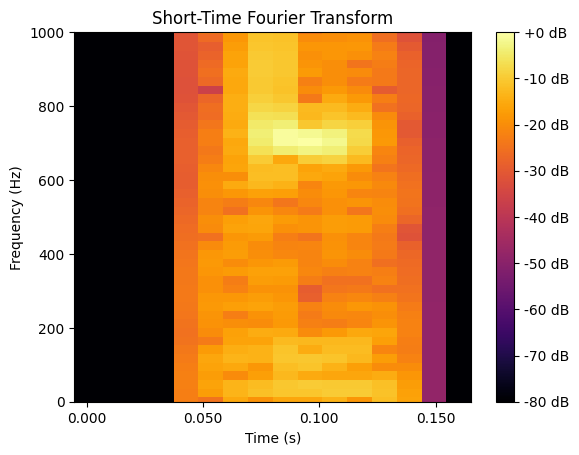 Short-Time Fourier Transform
1000
800
600
400
200
0
Frequency (Hz)
0.000
0.050
0.100
0.150
Time (s)
+0 dB
-10 dB
-20 dB
-30 dB
-40 dB
-50 dB
-60 dB
-70 dB
-80 dB